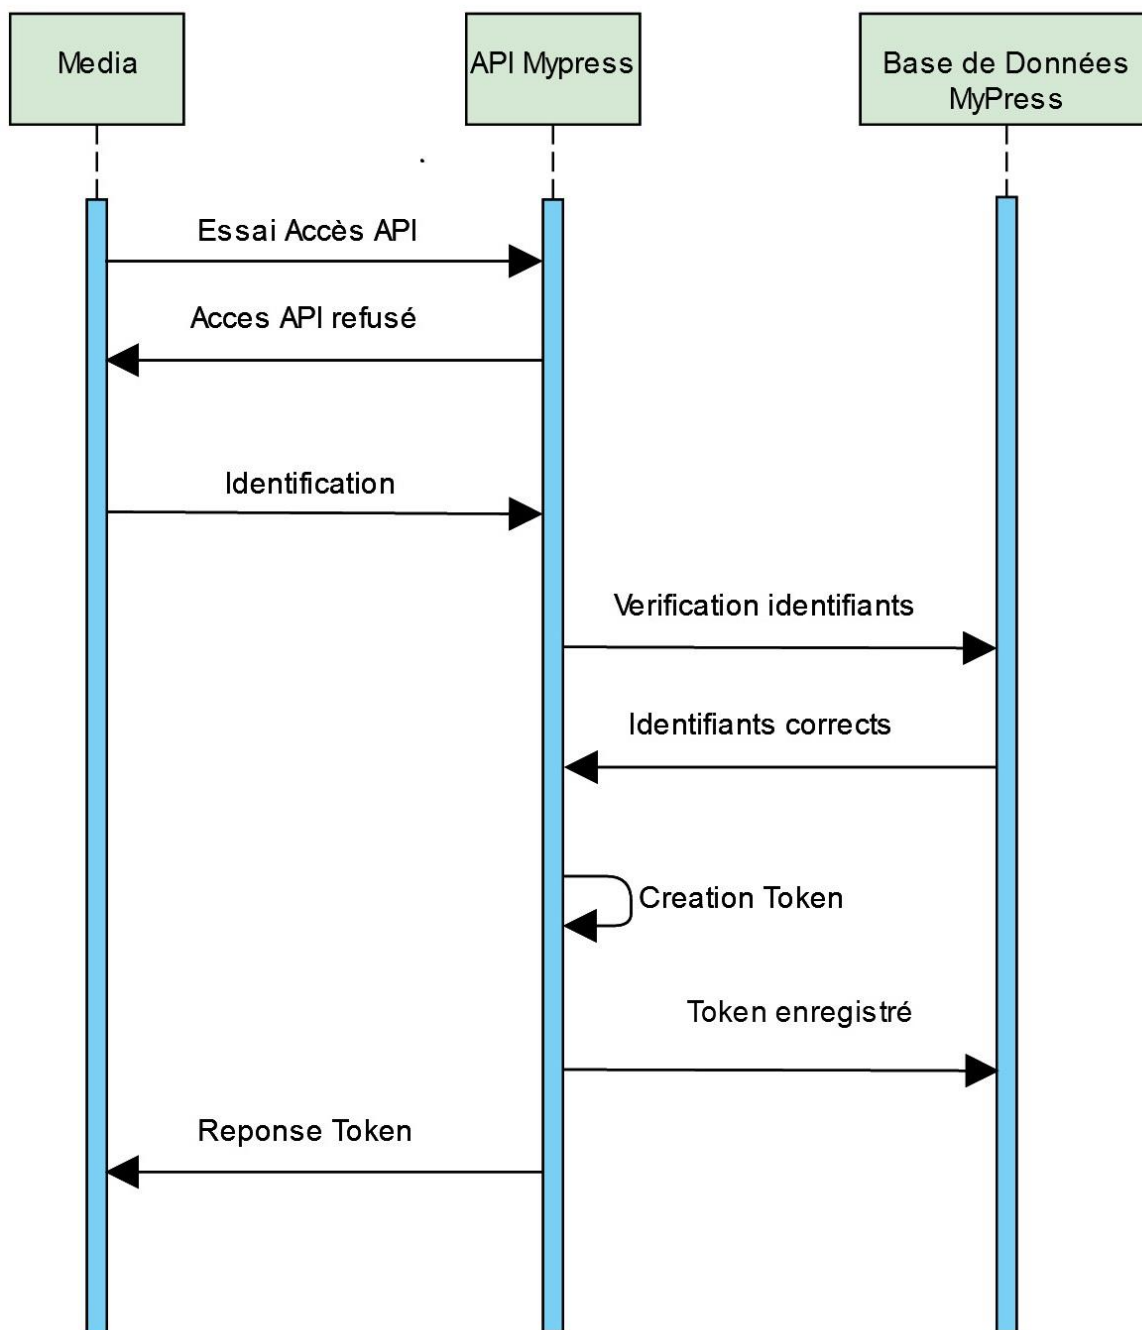 Media
API Mypress
Base de Données
MyPress
Essai Accès API
Acces API refusé
Identification
Verification identifiants
Identifiants corrects
Creation Token
Token enregistré
Reponse Token